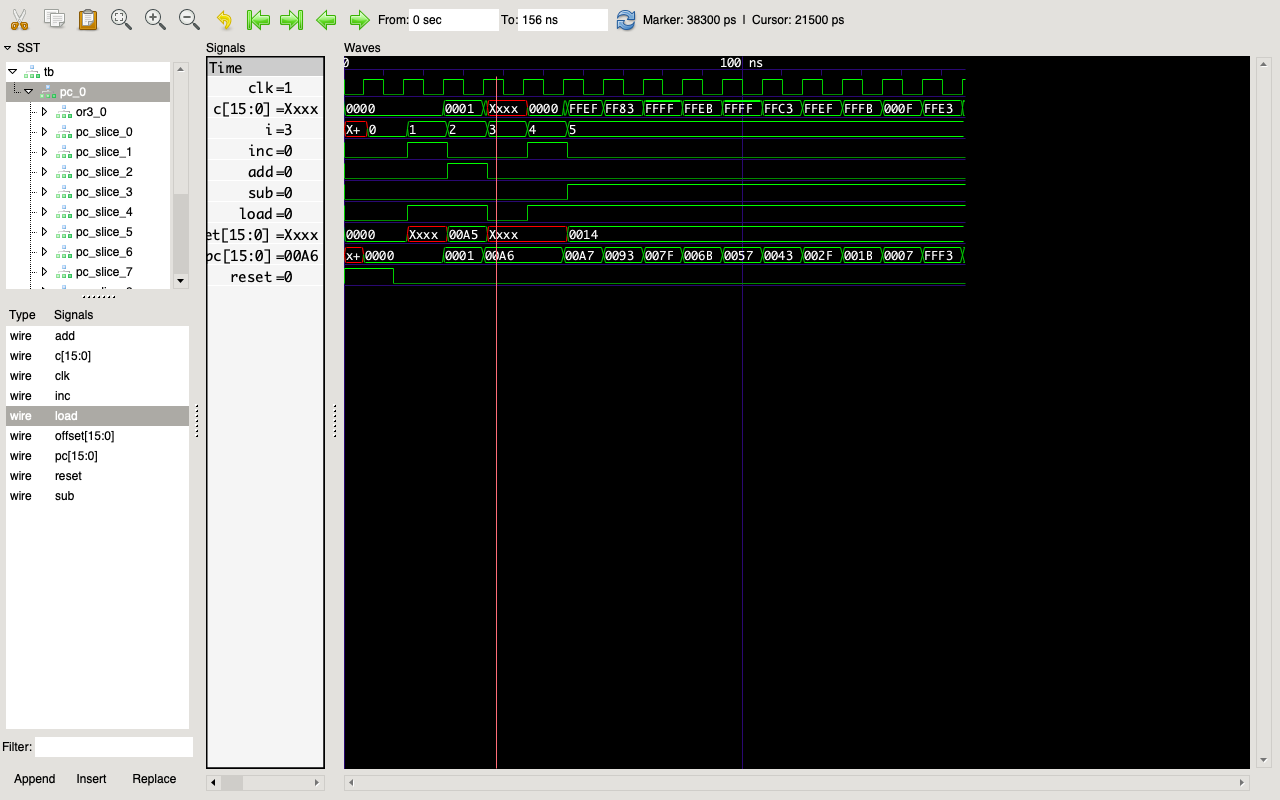 From: 0 sec To: 156 ns Marker: 38300 ps | Cursor: 21500 ps
SST
tb
pc_0
or3_0
pc_slice_0
pc_slice_1
pc_slice_2
pc_slice_3
pc_slice_4
pc_slice_5
pc_slice_6
pc_slice_7
Type Signals
wire add
wire c[15:0]
wire clk
wire inc
wire load
wire offset[15:0]
wire pc[15:0]
wire reset
wire sub
Filter:
Append Insert Replace
Signals
Time
clk=1
c[15:0]=Xxxx
i=3
inc=0
add=0
sub=0
load=0
et[15:0]=Xxxx
pc[15:0]=00A6
reset=0
Waves
0 100 ns
0000 0001 Xxxx 0000 FFEF FF83 FFFF FFEB FFFF FFC3 FFEF FFFB 000F FFE3
X+ 0 1 2 3 4 5
0000 Xxxx 00A5 Xxxx 0014
x+ 0000 0001 00A6 00A7 0093 007F 006B 0057 0043 002F 001B 0007 FFF3